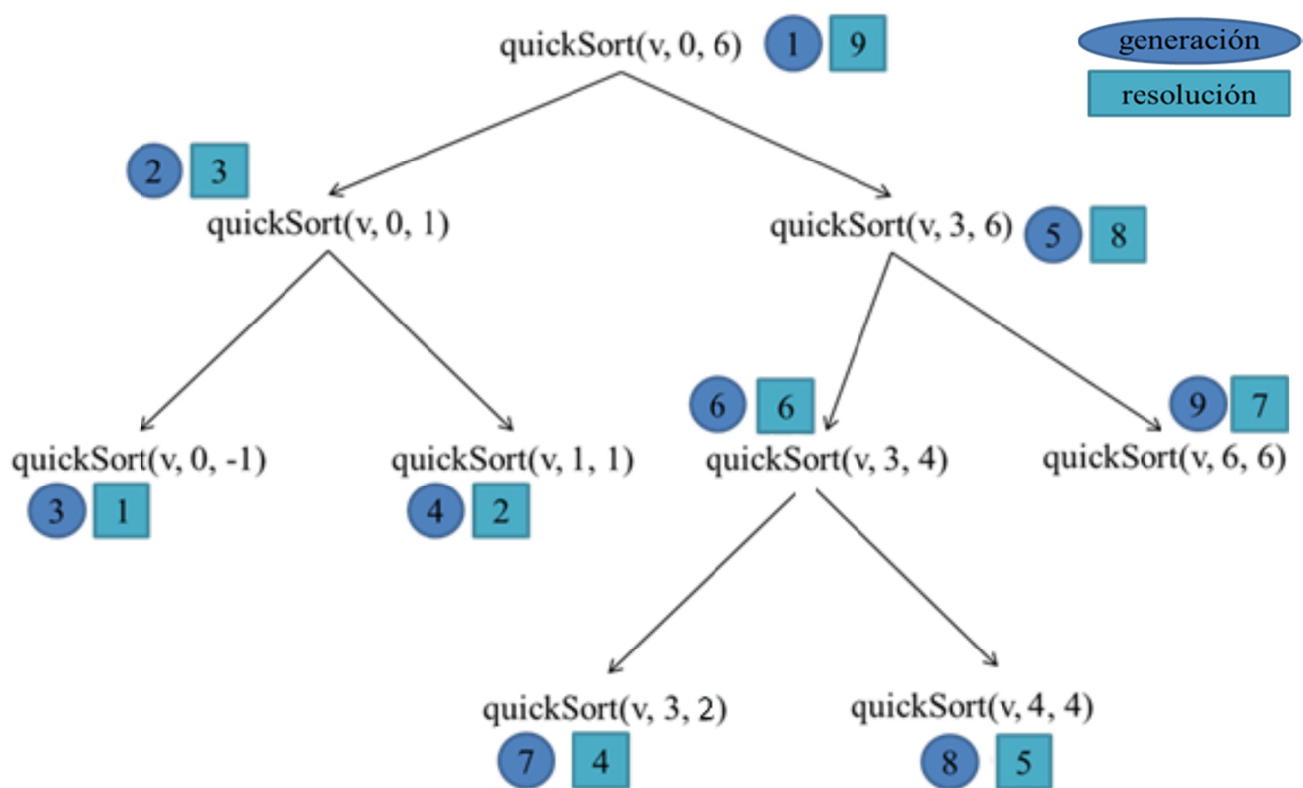 quickSort(v, 0, 6) 1 9
generación
resolución
2 3
quickSort(v, 0, 1)
quickSort(v, 3, 6) 5 8
6 6
9 7
quickSort(v, 0, -1)
quickSort(v, 1, 1)
quickSort(v, 3, 4)
quickSort(v, 6, 6)
3 1
4 2
quickSort(v, 3, 2)
quickSort(v, 4, 4)
7 4
8 5